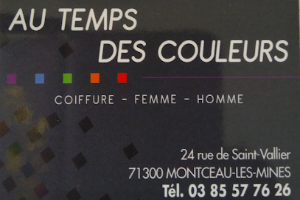 AU TEMPS
DES COULEURS
COIFFURE - FEMME - HOMME
24 rue de Saint-Vallier
71300 MONTCEAU-LES-MINES
Tél. 03 85 57 76 26